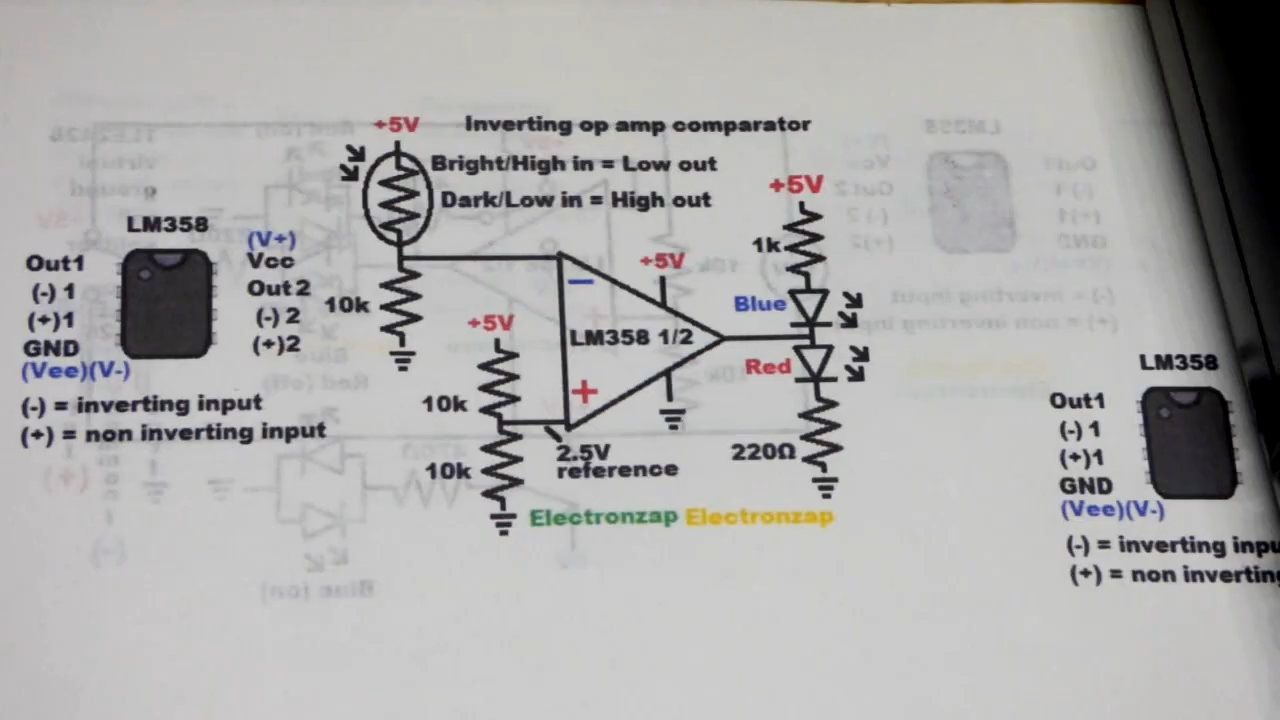 +5V
Inverting op amp comparator
Bright/High in = Low out
Dark/Low in = High out
LM358
Out1
(-) 1
(+)1
GND
(Vee)(V-)
(V+)
Vcc
Out 2
(-) 2
(+)2
(-) = inverting input
(+) = non inverting input
10k
+5V
10k
10k
−
+
LM358 1/2
+5V
2.5V
reference
+5V
1k
Blue
Red
220Ω
Electronzap Electronzap
LM358
Out1
(-) 1
(+)1
GND
(Vee)(V-)
(-) = inverting
(+) = non inverting